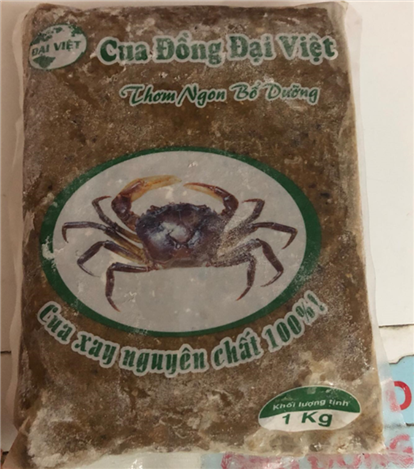 ĐẠI VIỆT
Cua Đồng Đại Việt
Thơm Ngon Bổ Dưỡng
Cua xay nguyên chất 100%!
Khối lượng tịnh
1 Kg